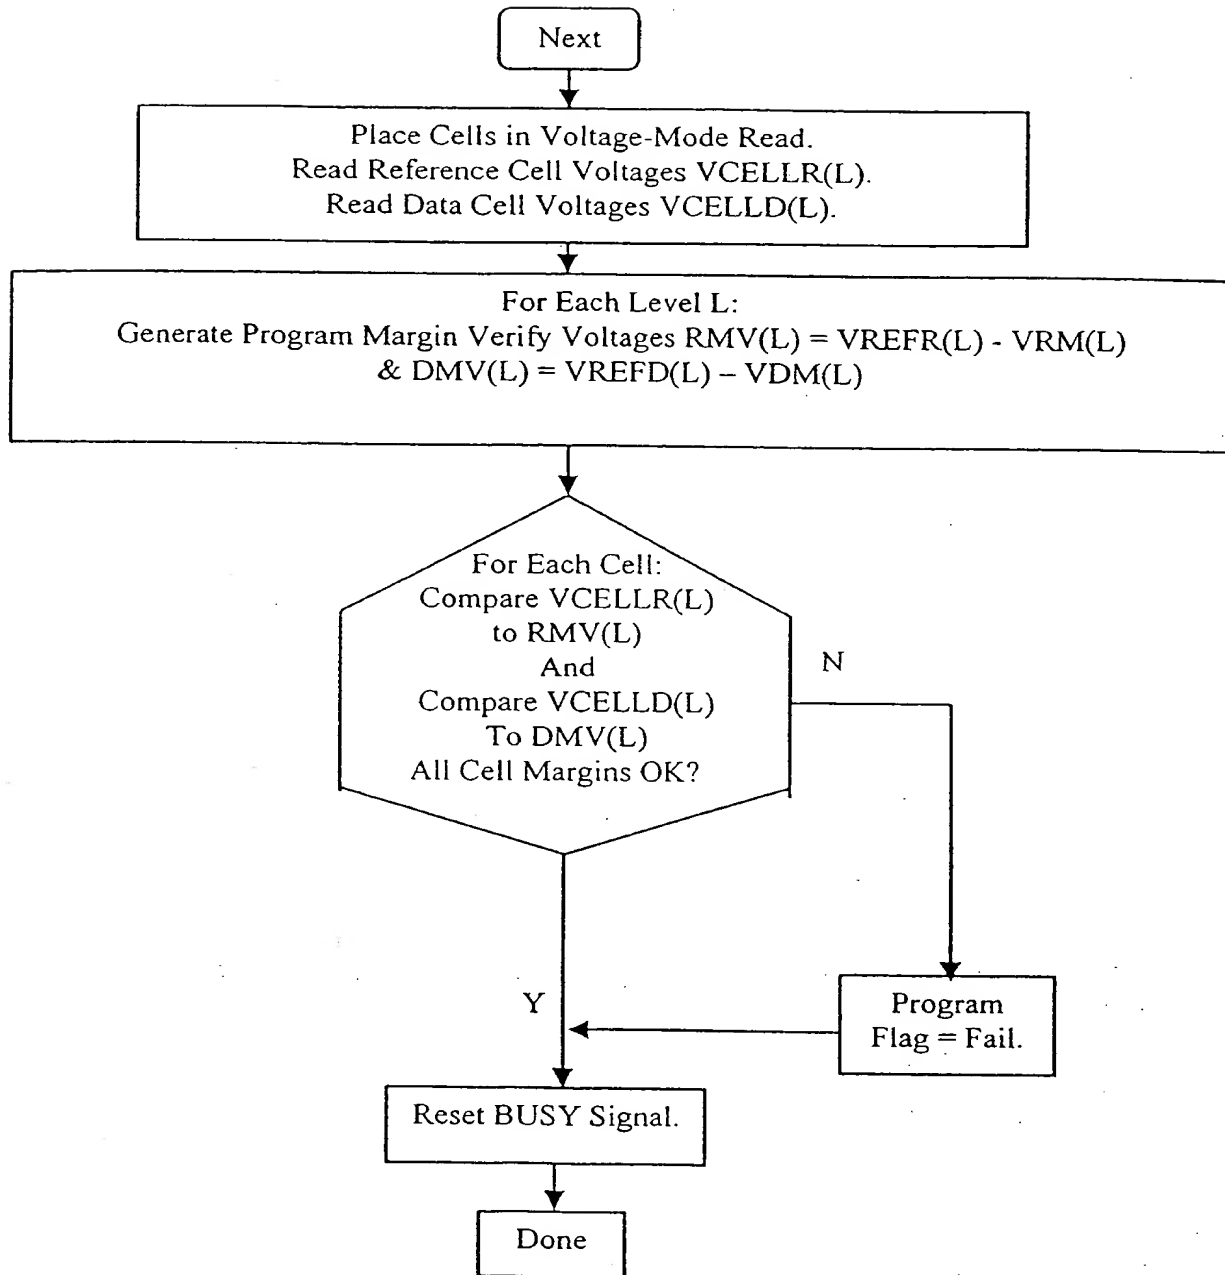 Next
Place Cells in Voltage-Mode Read.
Read Reference Cell Voltages VCELLR(L).
Read Data Cell Voltages VCELLD(L).
For Each Level L:
Generate Program Margin Verify Voltages RMV(L) = VREFR(L) - VRM(L)
& DMV(L) = VREFD(L) – VDM(L)
For Each Cell:
Compare VCELLR(L)
to RMV(L)
And
Compare VCELLD(L)
To DMV(L)
All Cell Margins OK?
N
Y
Program
Flag = Fail.
Reset BUSY Signal.
Done